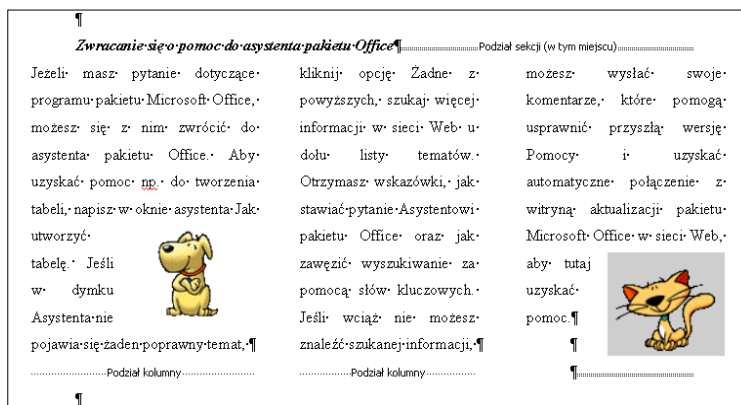 ¶
Zwracanie się o pomoc do asystenta pakietu Office¶ Podział sekcji (w tym miejscu)
Jeżeli masz pytanie dotyczące
programu pakietu Microsoft Office,
możesz się z nim zwrócić do
asystenta pakietu Office. Aby
uzyskać pomoc np. do tworzenia
tabeli, napisz w oknie asystenta Jak
utworzyć
tabelę. Jeśli
w dymku
Asystenta nie
pojawia się żaden poprawny temat, ¶
Podział kolumny
kliknij opcję Żadne z
powyższych, szukaj więcej
informacji w sieci Web u
dołu listy tematów.
Otrzymasz wskazówki, jak
stawiać pytanie Asystentowi
pakietu Office oraz jak
zawęzić wyszukiwanie za
pomocą słów kluczowych.
Jeśli wciąż nie możesz
znaleźć szukanej informacji, ¶
Podział kolumny
możesz wysłać swoje
komentarze, które pomogą
usprawnić przyszłą wersję
Pomocy i uzyskać
automatyczne połączenie z
witryną aktualizacji pakietu
Microsoft Office w sieci Web,
aby tutaj
uzyskać
pomoc.¶
¶
¶
¶